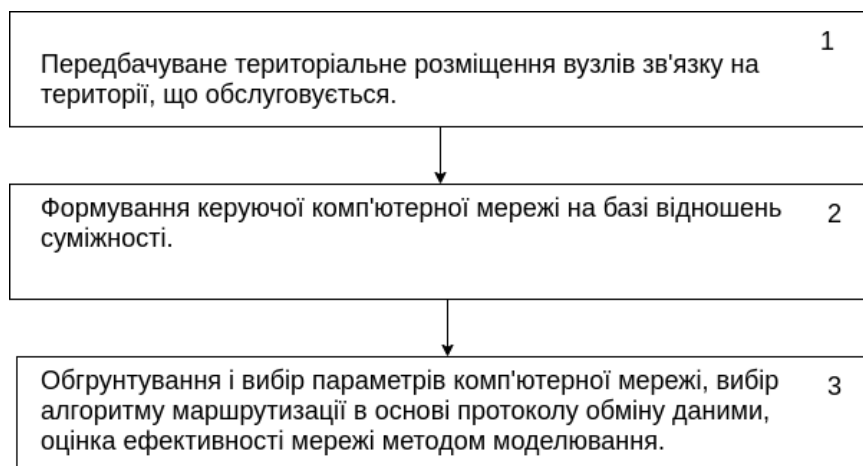 1
Передбачуване територіальне розміщення вузлів зв'язку на
території, що обслуговується.
Формування керуючої комп'ютерної мережі на базі відношень
2
суміжності.
Обгрунтування і вибір параметрів комп'ютерної мережі, вибір
3
алгоритму маршрутизації в основі протоколу обміну даними,
оцінка ефективності мережі методом моделювання.